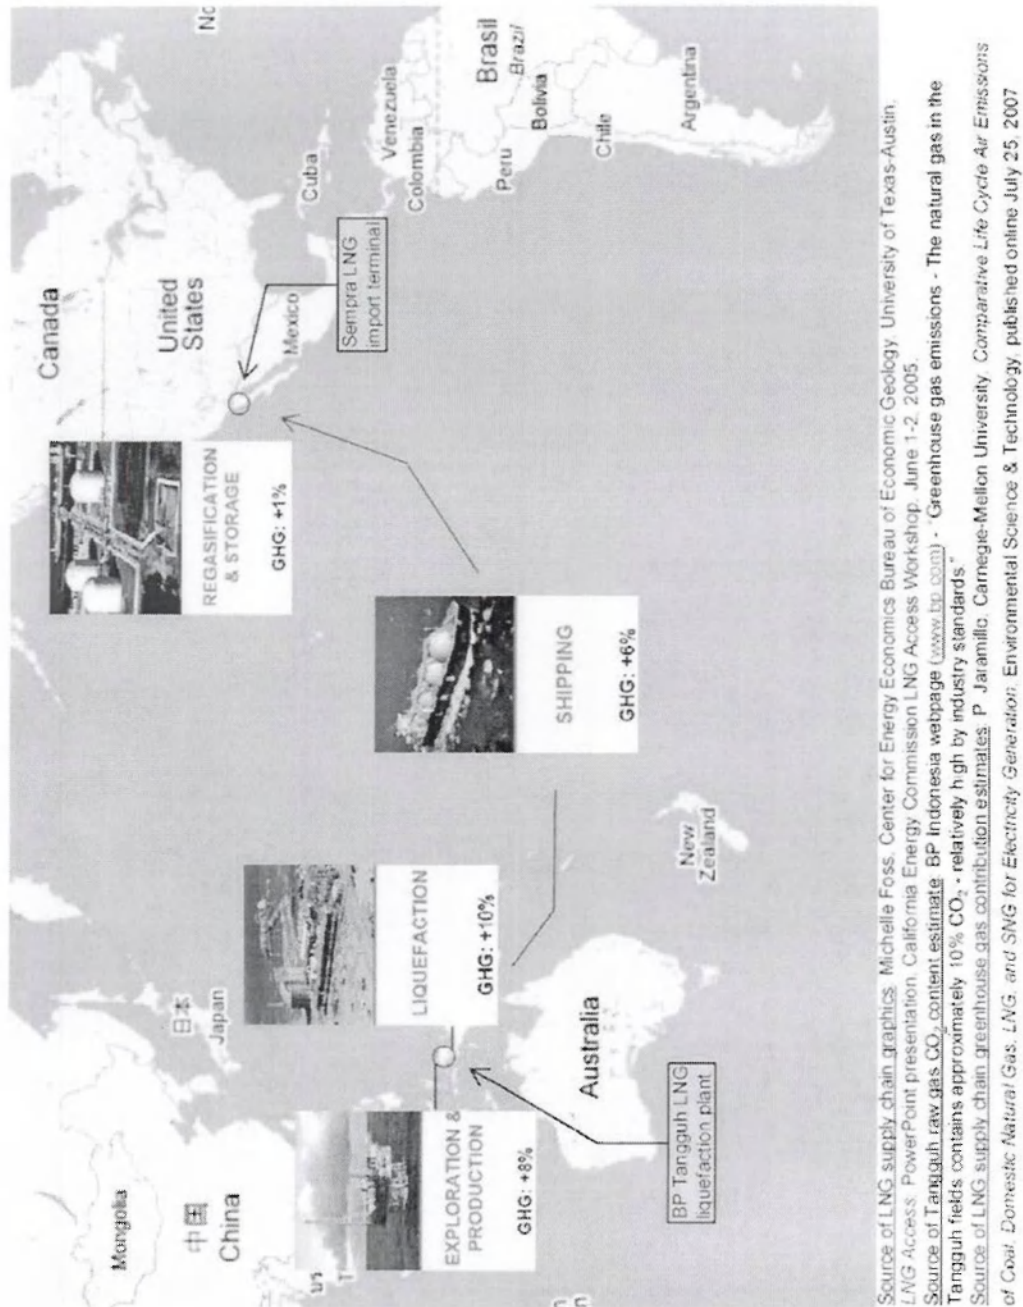 Mongolia
中国
China
日本
Japan
Canada
United
States
No
Mexico
Cuba
Venezuela
Colombia
Brasil
Brazil
Peru
Bolivia
Chile
Argentina
Australia
New
Zealand
EXPLORATION &
PRODUCTION
GHG: +8%
LIQUEFACTION
GHG: +10%
SHIPPING
GHG: +6%
REGASIFICATION
& STORAGE
GHG: +1%
BP Tangguh LNG
liquefaction plant
Sempra LNG
import terminal
Source of LNG supply chain graphics: Michelle Foss, Center for Energy Economics Bureau of Economic Geology, University of Texas-Austin,
LNG Access, PowerPoint presentation, California Energy Commission LNG Access Workshop, June 1-2, 2005.
Source of Tangguh raw gas CO₂ content estimate: BP Indonesia webpage (www.bp.com) - "Greenhouse gas emissions - The natural gas in the
Tangguh fields contains approximately 10% CO₂ - relatively high by industry standards."
Source of LNG supply chain greenhouse gas contribution estimates: P. Jaramillo, Carnegie-Mellon University, Comparative Life Cycle Air Emissions
of Coal, Domestic Natural Gas, LNG, and SNG for Electricity Generation, Environmental Science & Technology, published online July 25, 2007